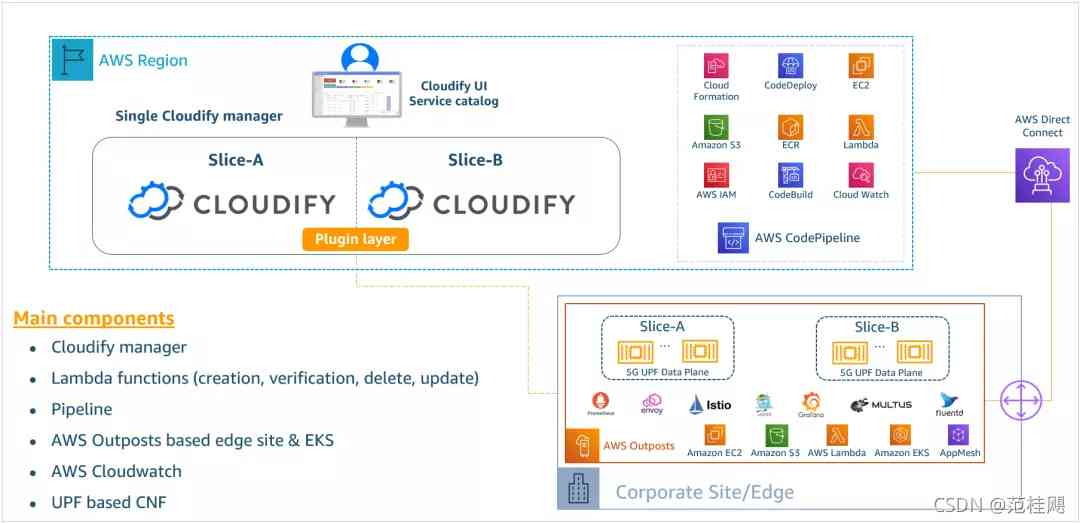 AWS Region
Cloudify UI
Service catalog
Single Cloudify manager
Slice-A
Slice-B
CLOUDIFY
CLOUDIFY
Plugin layer
Cloud
Formation
CodeDeploy
EC2
Amazon S3
ECR
Lambda
AWS IAM
CodeBuild
Cloud Watch
AWS CodePipeline
AWS Direct
Connect
Main components
Cloudify manager
Lambda functions (creation, verification, delete, update)
Pipeline
AWS Outposts based edge site & EKS
AWS Cloudwatch
UPF based CNF
Slice-A
...
5G UPF Data Plane
Slice-B
...
5G UPF Data Plane
Prometheus
envoy
Istio
Grafana
MULTUS
fluentd
AWS Outposts
Amazon EC2
Amazon S3
AWS Lambda
Amazon EKS
AppMesh
Corporate Site/Edge
CSDN @范桂飓